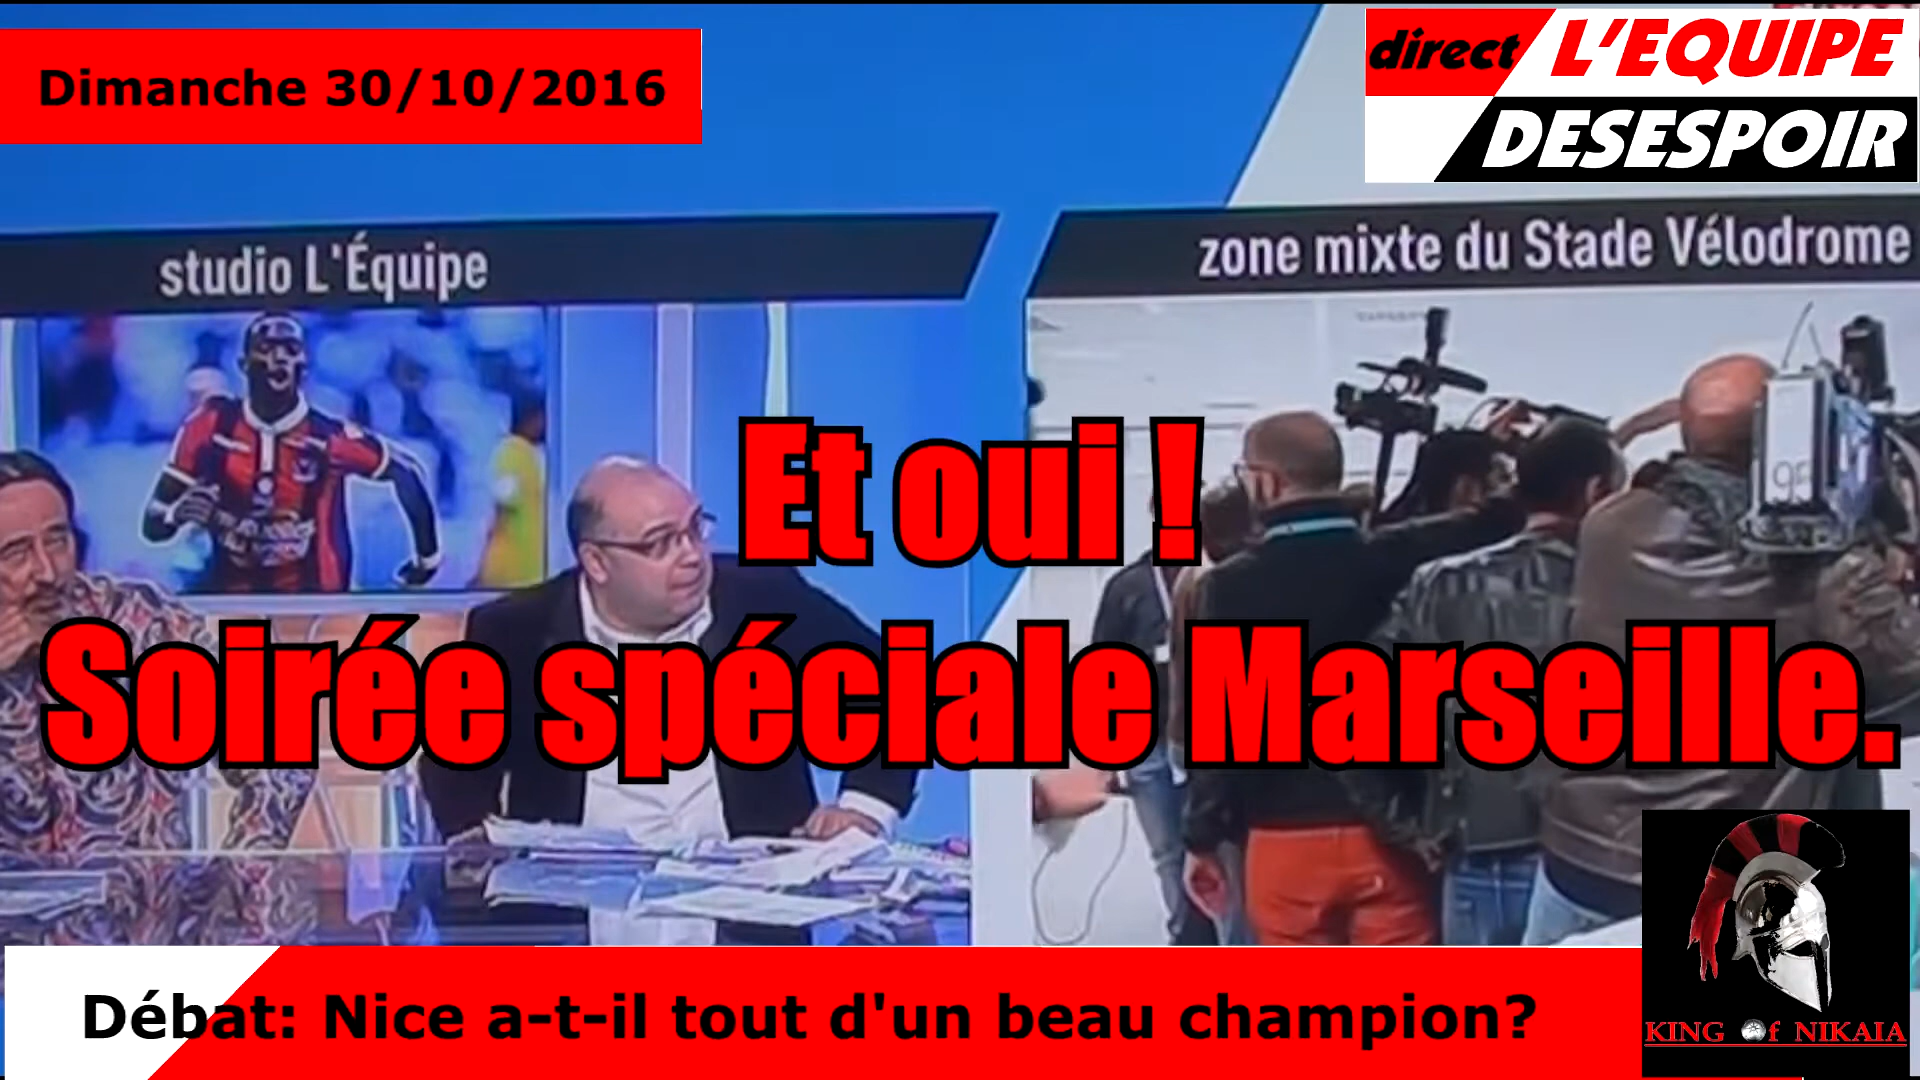 Dimanche 30/10/2016
direct L'EQUIPE
DESESPOIR
studio L'Équipe
zone mixte du Stade Vélodrome
Et oui !
Soirée spéciale Marseille.
95
Débat: Nice a-t-il tout d'un beau champion?
KING Of NIKAIA